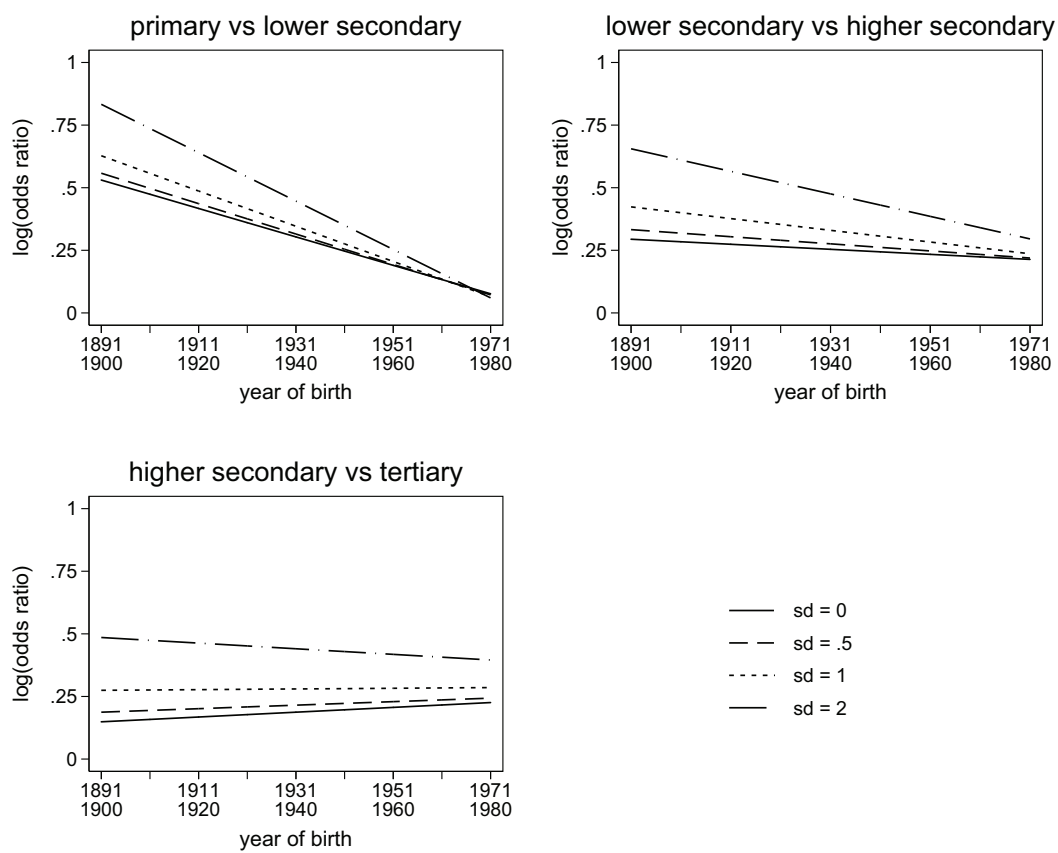 primary vs lower secondary
1
.75
.5
.25
0
log(odds ratio)
1891 1911 1931 1951 1971
1900 1920 1940 1960 1980
year of birth
lower secondary vs higher secondary
1
.75
.5
.25
0
log(odds ratio)
1891 1911 1931 1951 1971
1900 1920 1940 1960 1980
year of birth
higher secondary vs tertiary
1
.75
.5
.25
0
log(odds ratio)
1891 1911 1931 1951 1971
1900 1920 1940 1960 1980
year of birth
sd = 0
sd = .5
sd = 1
sd = 2